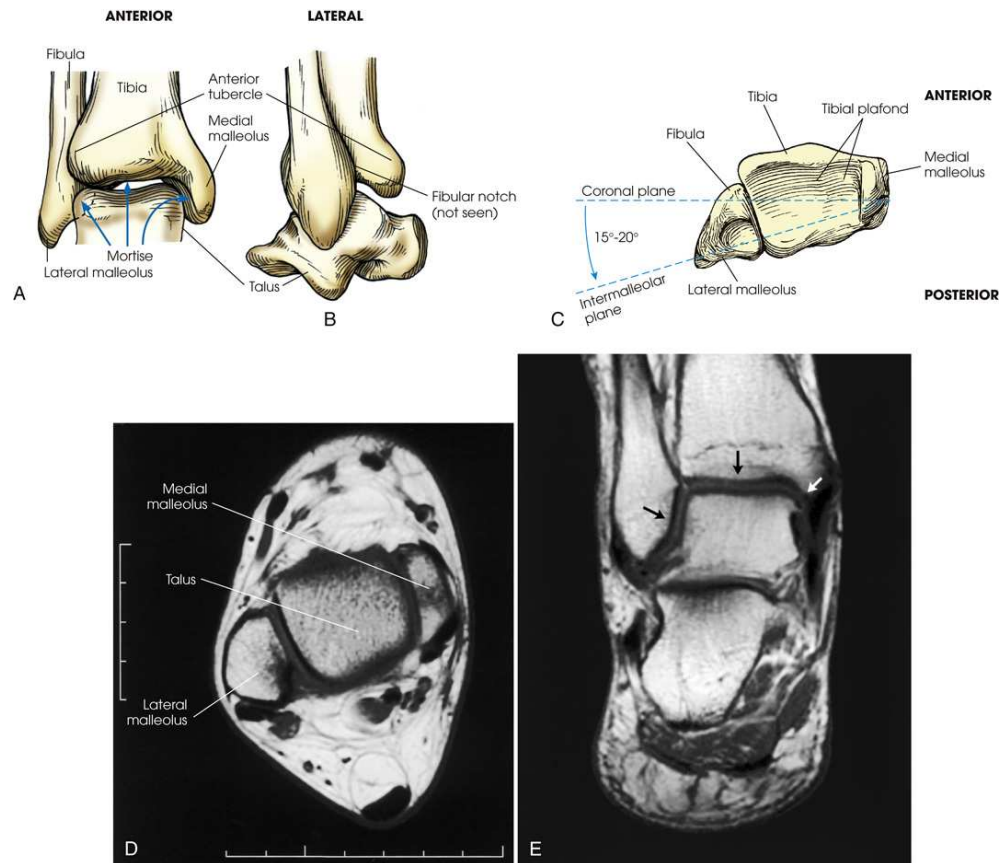 ANTERIOR
LATERAL
Fibula
Tibia
Anterior
tubercle
Medial
malleolus
Fibular notch
(not seen)
Mortise
Lateral malleolus
Talus
A
B
Tibia
Tibial plafond
ANTERIOR
Fibula
Medial
malleolus
Coronal plane
15°-20°
Lateral malleolus
Intermalleolar
plane
POSTERIOR
C
Medial
malleolus
Talus
Lateral
malleolus
D
E